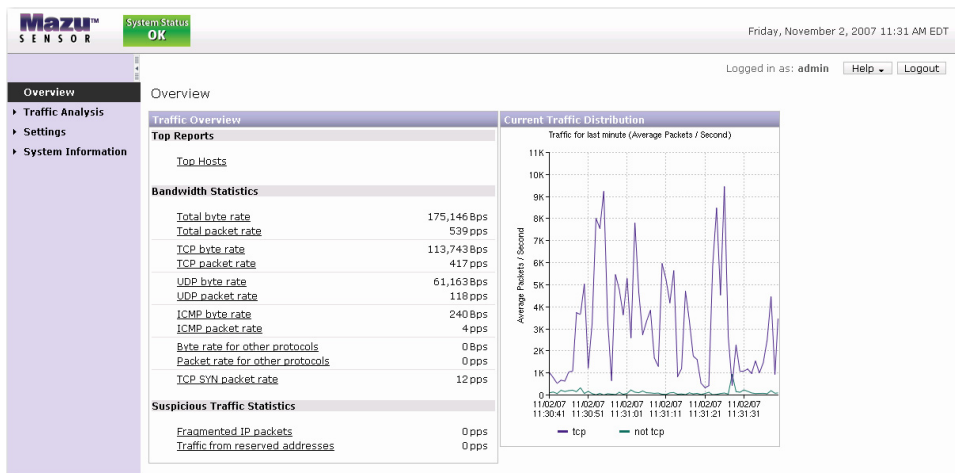 Mazu™
SENSOR
System Status
OK
Friday, November 2, 2007 11:31 AM EDT
Logged in as: admin
Help
Logout
Overview
Traffic Analysis
Settings
System Information
Overview
Traffic Overview
Top Reports
Top Hosts
Bandwidth Statistics
Total byte rate 175,146 Bps
Total packet rate 539 pps
TCP byte rate 113,743 Bps
TCP packet rate 417 pps
UDP byte rate 61,163 Bps
UDP packet rate 118 pps
ICMP byte rate 240 Bps
ICMP packet rate 4 pps
Byte rate for other protocols 0 Bps
Packet rate for other protocols 0 pps
TCP SYN packet rate 12 pps
Suspicious Traffic Statistics
Fragmented IP packets 0 pps
Traffic from reserved addresses 0 pps
Current Traffic Distribution
Traffic for last minute (Average Packets / Second)
Average Packets / Second
11K
10K
9K
8K
7K
6K
5K
4K
3K
2K
1K
0
11/02/07 11/02/07 11/02/07 11/02/07 11/02/07 11/02/07
11:30:41 11:30:51 11:31:01 11:31:11 11:31:21 11:31:31
tcp not tcp